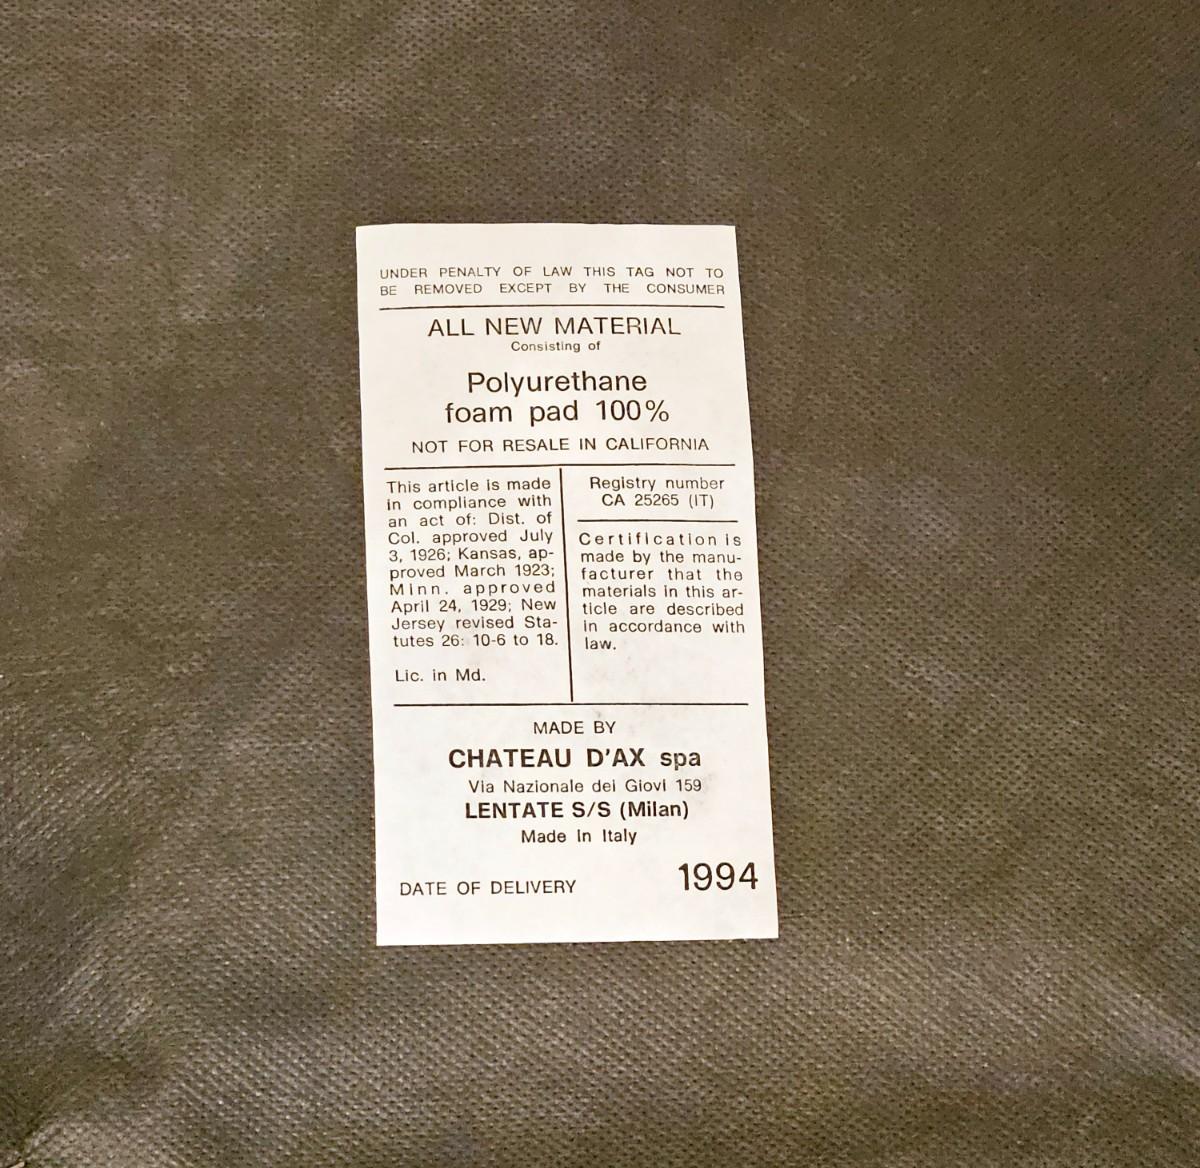 UNDER PENALTY OF LAW THIS TAG NOT TO
BE REMOVED EXCEPT BY THE CONSUMER
ALL NEW MATERIAL
Consisting of
Polyurethane
foam pad 100%
NOT FOR RESALE IN CALIFORNIA
This article is made
in compliance with
an act of: Dist. of
Col. approved July
3, 1926; Kansas, ap-
proved March 1923;
Minn. approved
April 24, 1929; New
Jersey revised Sta-
tutes 26: 10-6 to 18.
Lic. in Md.
Registry number
CA 25265 (IT)
Certification is
made by the manu-
facturer that the
materials in this ar-
ticle are described
in accordance with
law.
MADE BY
CHATEAU D'AX spa
Via Nazionale dei Giovi 159
LENTATE S/S (Milan)
Made In Italy
DATE OF DELIVERY 1994